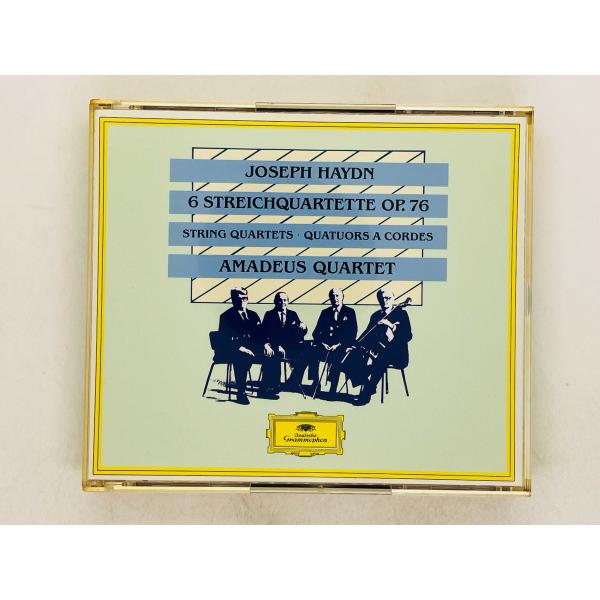 JOSEPH HAYDN
6 STREICHQUARTETTE OP. 76
STRING QUARTETS · QUATUORS A CORDES
AMADEUS QUARTET
Deutsche
Grammophon